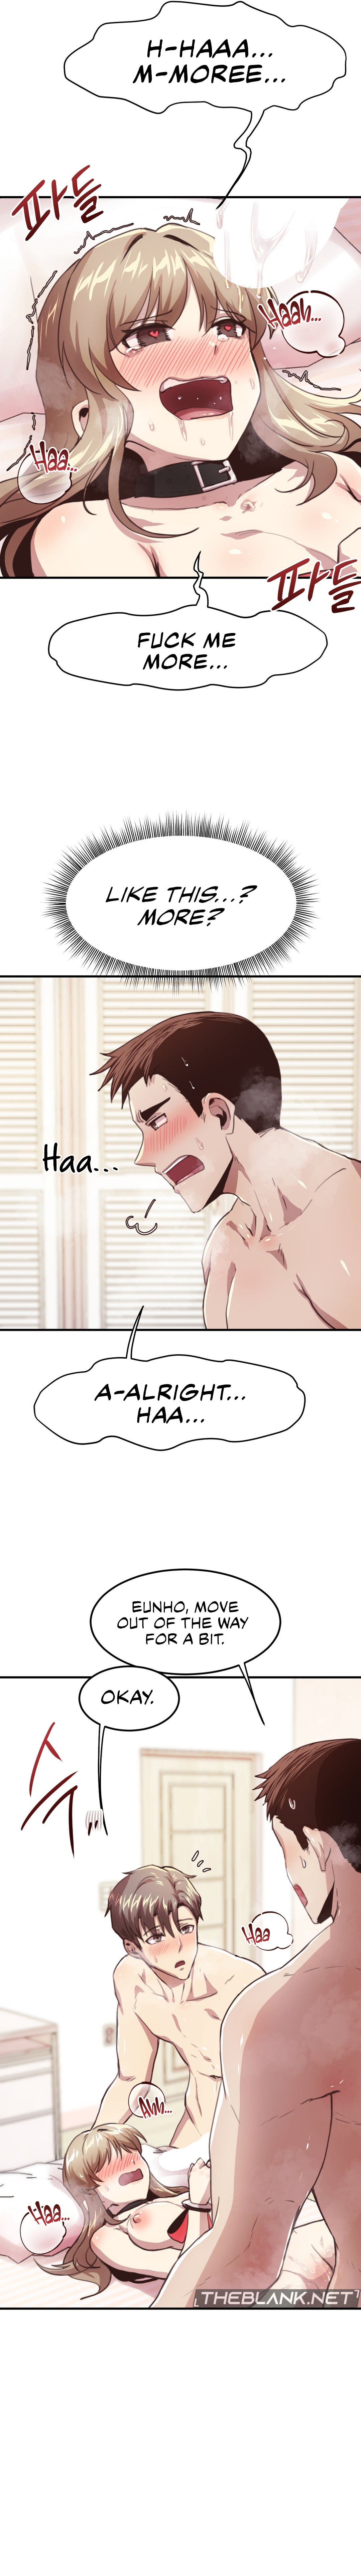 H-HAAA...
M-MOREE...
파들
Haah...
Haa...
파들
FUCK ME
MORE...
LIKE THIS...?
MORE?
Haa...
A-ALRIGHT...
HAA...
EUNHO, MOVE
OUT OF THE WAY
FOR A BIT.
OKAY.
스
Haa
Ahh...
Haa...
THEBLANK.NET